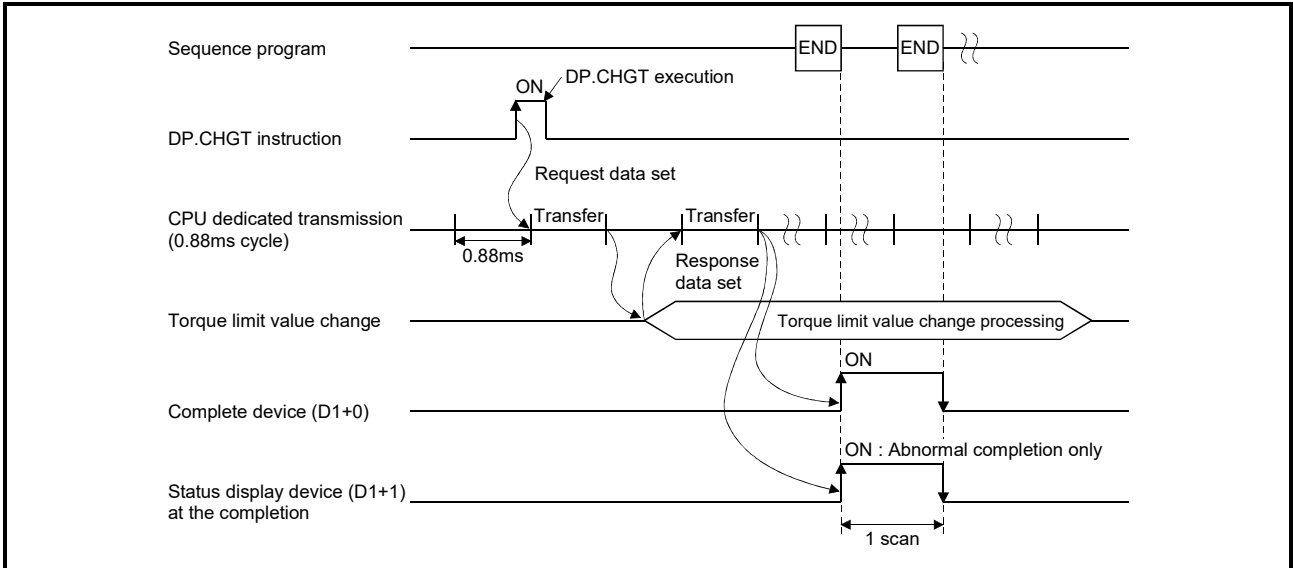 Sequence program
END
END
ON
DP.CHGT execution
DP.CHGT instruction
Request data set
CPU dedicated transmission
(0.88ms cycle)
Transfer
Transfer
0.88ms
Response
data set
Torque limit value change
Torque limit value change processing
ON
Complete device (D1+0)
ON : Abnormal completion only
Status display device (D1+1)
at the completion
1 scan